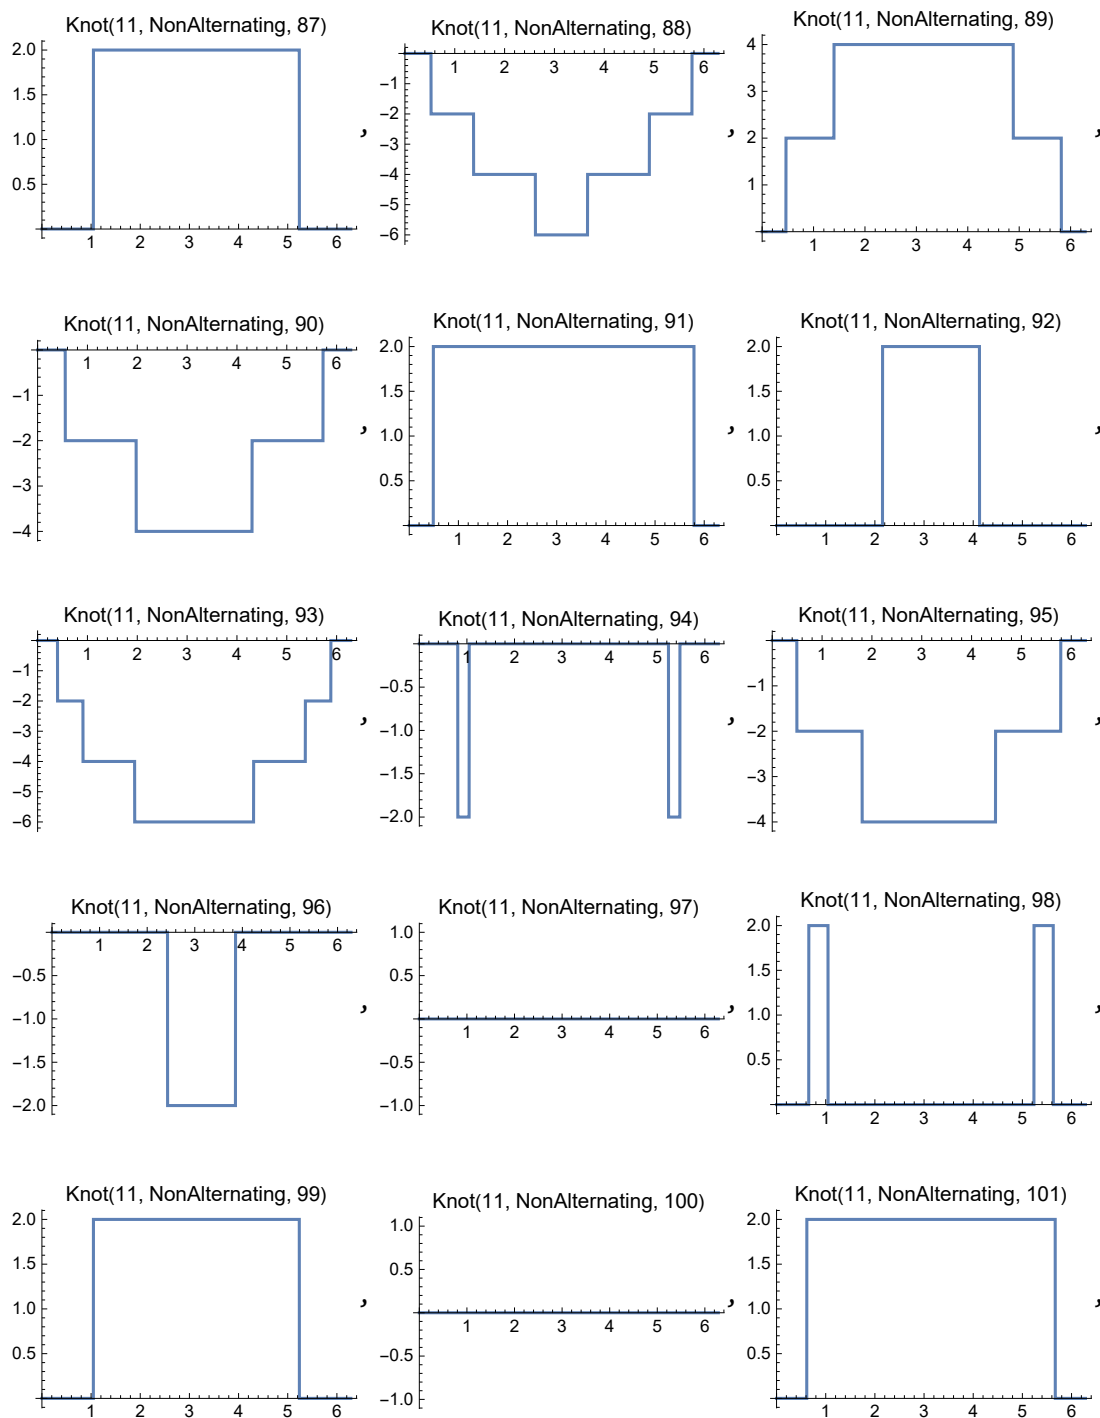 Knot(11, NonAlternating, 87)
2.0
1.5
1.0
0.5
1 2 3 4 5 6
,
Knot(11, NonAlternating, 88)
1 2 3 4 5 6
−1
−2
−3
−4
−5
−6
,
Knot(11, NonAlternating, 89)
4
3
2
1
1 2 3 4 5 6
,
Knot(11, NonAlternating, 90)
1 2 3 4 5 6
−1
−2
−3
−4
,
Knot(11, NonAlternating, 91)
2.0
1.5
1.0
0.5
1 2 3 4 5 6
,
Knot(11, NonAlternating, 92)
2.0
1.5
1.0
0.5
1 2 3 4 5 6
,
Knot(11, NonAlternating, 93)
1 2 3 4 5 6
−1
−2
−3
−4
−5
−6
,
Knot(11, NonAlternating, 94)
1 2 3 4 5 6
−0.5
−1.0
−1.5
−2.0
,
Knot(11, NonAlternating, 95)
1 2 3 4 5 6
−1
−2
−3
−4
,
Knot(11, NonAlternating, 96)
1 2 3 4 5 6
−0.5
−1.0
−1.5
−2.0
,
Knot(11, NonAlternating, 97)
1.0
0.5
1 2 3 4 5 6
−0.5
−1.0
,
Knot(11, NonAlternating, 98)
2.0
1.5
1.0
0.5
1 2 3 4 5 6
,
Knot(11, NonAlternating, 99)
2.0
1.5
1.0
0.5
1 2 3 4 5 6
,
Knot(11, NonAlternating, 100)
1.0
0.5
1 2 3 4 5 6
−0.5
−1.0
,
Knot(11, NonAlternating, 101)
2.0
1.5
1.0
0.5
1 2 3 4 5 6
,